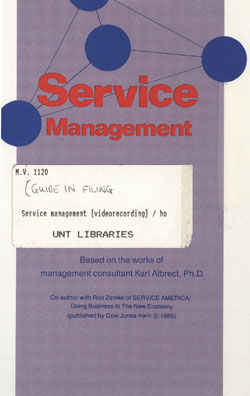 Service
Management
M.V. 1120
(GUIDE IN FILING
Service management [videorecording] / ho
UNT LIBRARIES
Based on the works of
management consultant Karl Albrect, Ph.D.
Co-author with Ron Zemke of SERVICE AMERICA:
Doing Business In The New Economy
(published by Dow Jones Irwin © 1985)